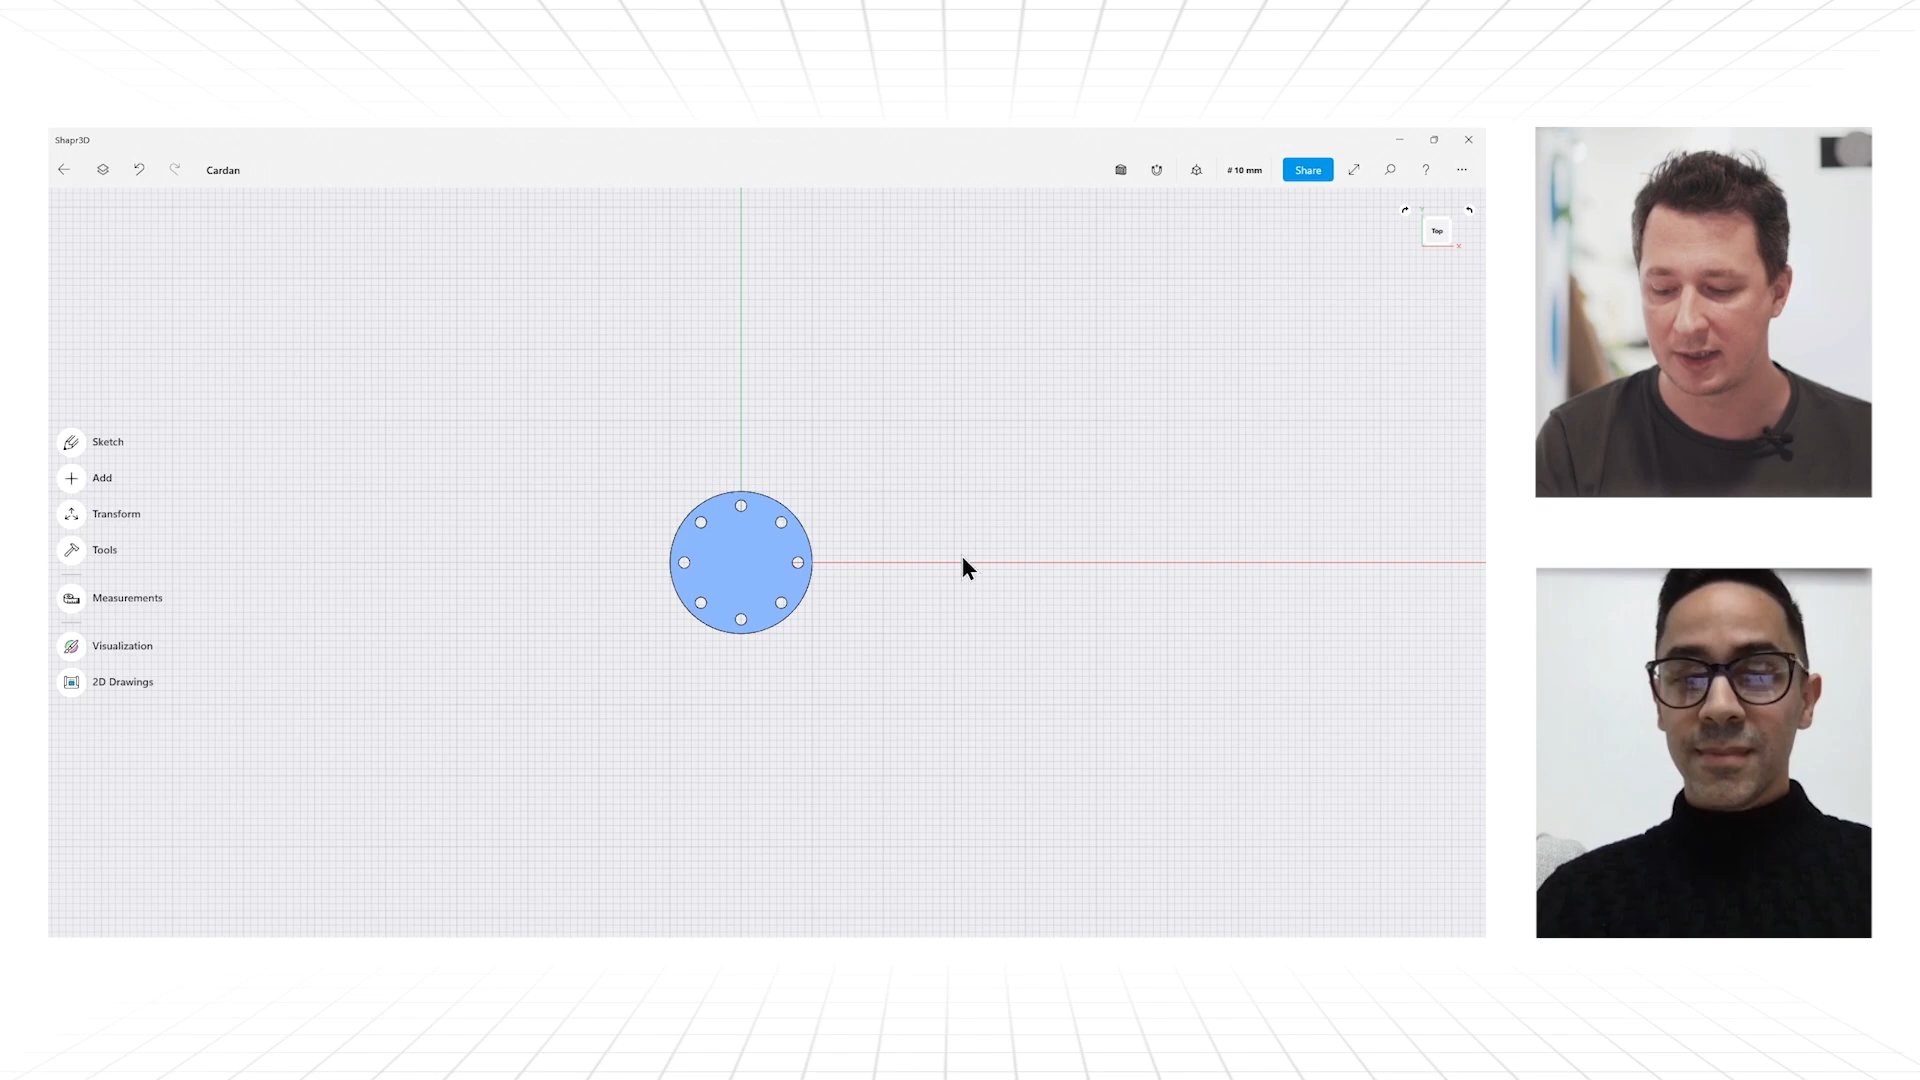 Shapr3D
Cardan
# 10 mm
Share
Y
Top
X
Sketch
Add
Transform
Tools
Measurements
Visualization
2D Drawings